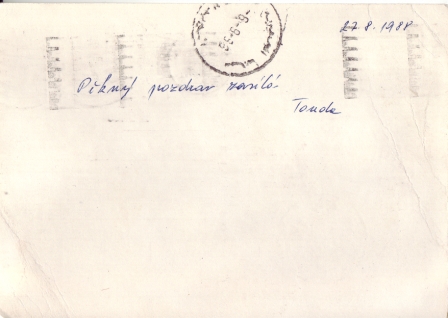 27.8.1988
Pěkný pozdrav zasílá
Tonda